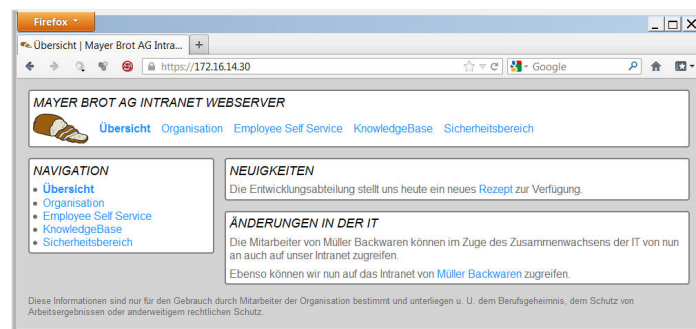 Firefox
Übersicht | Mayer Brot AG Intra...
https://172.16.14.30
Google
MAYER BROT AG INTRANET WEBSERVER
Übersicht Organisation Employee Self Service KnowledgeBase Sicherheitsbereich
NAVIGATION
Übersicht
Organisation
Employee Self Service
KnowledgeBase
Sicherheitsbereich
NEUIGKEITEN
Die Entwicklungsabteilung stellt uns heute ein neues Rezept zur Verfügung.
ÄNDERUNGEN IN DER IT
Die Mitarbeiter von Müller Backwaren können im Zuge des Zusammenwachsens der IT von nun
an auch auf unser Intranet zugreifen.
Ebenso können wir nun auf das Intranet von Müller Backwaren zugreifen.
Diese Informationen sind nur für den Gebrauch durch Mitarbeiter der Organisation bestimmt und unterliegen u. U. dem Berufsgeheimnis, dem Schutz von
Arbeitsergebnissen oder anderweitigem rechtlichen Schutz.